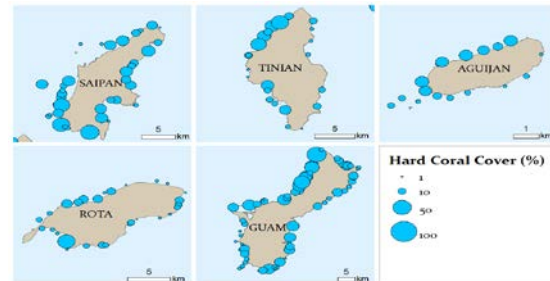 SAIPAN
5
km
TINIAN
5
km
AGUIJAN
1
km
ROTA
5
km
GUAM
5
km
Hard Coral Cover (%)
1
10
50
100